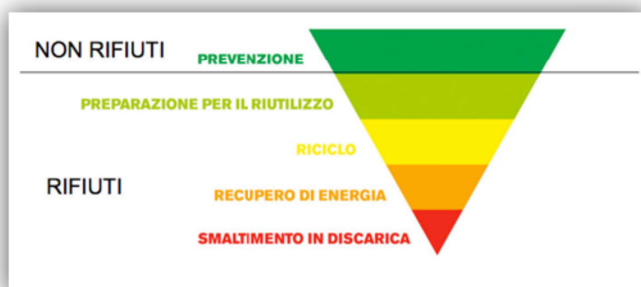 NON RIFIUTI
PREVENZIONE
PREPARAZIONE PER IL RIUTILIZZO
RICICLO
RIFIUTI
RECUPERO DI ENERGIA
SMALTIMENTO IN DISCARICA